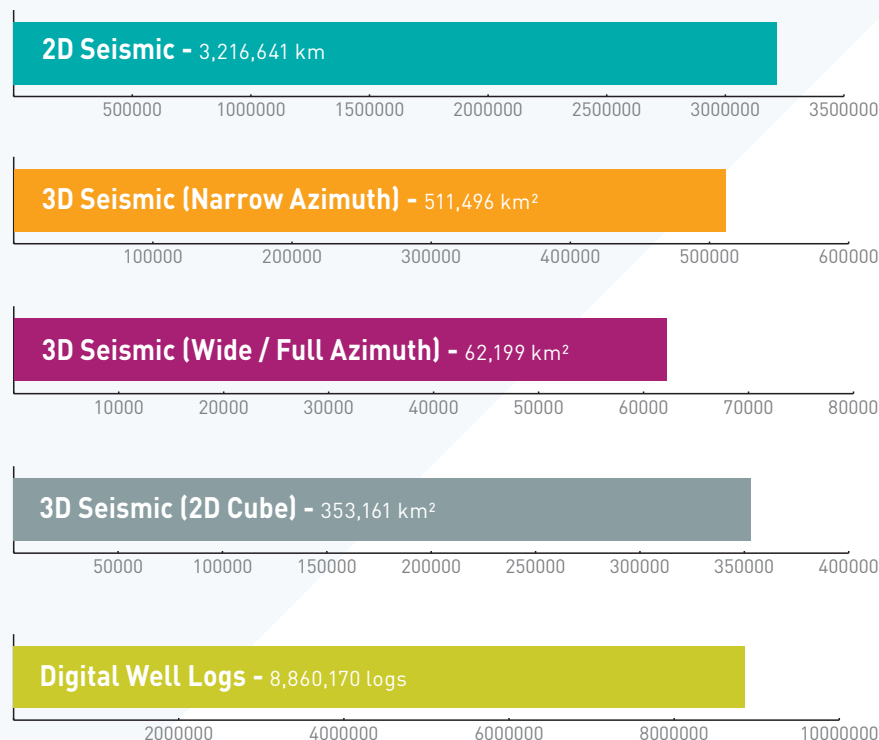 2D Seismic - 3,216,641 km
500000 1000000 1500000 2000000 2500000 3000000 3500000
3D Seismic (Narrow Azimuth) - 511,496 km²
100000 200000 300000 400000 500000 600000
3D Seismic (Wide / Full Azimuth) - 62,199 km²
10000 20000 30000 40000 50000 60000 70000 80000
3D Seismic (2D Cube) - 353,161 km²
50000 100000 150000 200000 250000 300000 350000 400000
Digital Well Logs - 8,860,170 logs
2000000 4000000 6000000 8000000 10000000